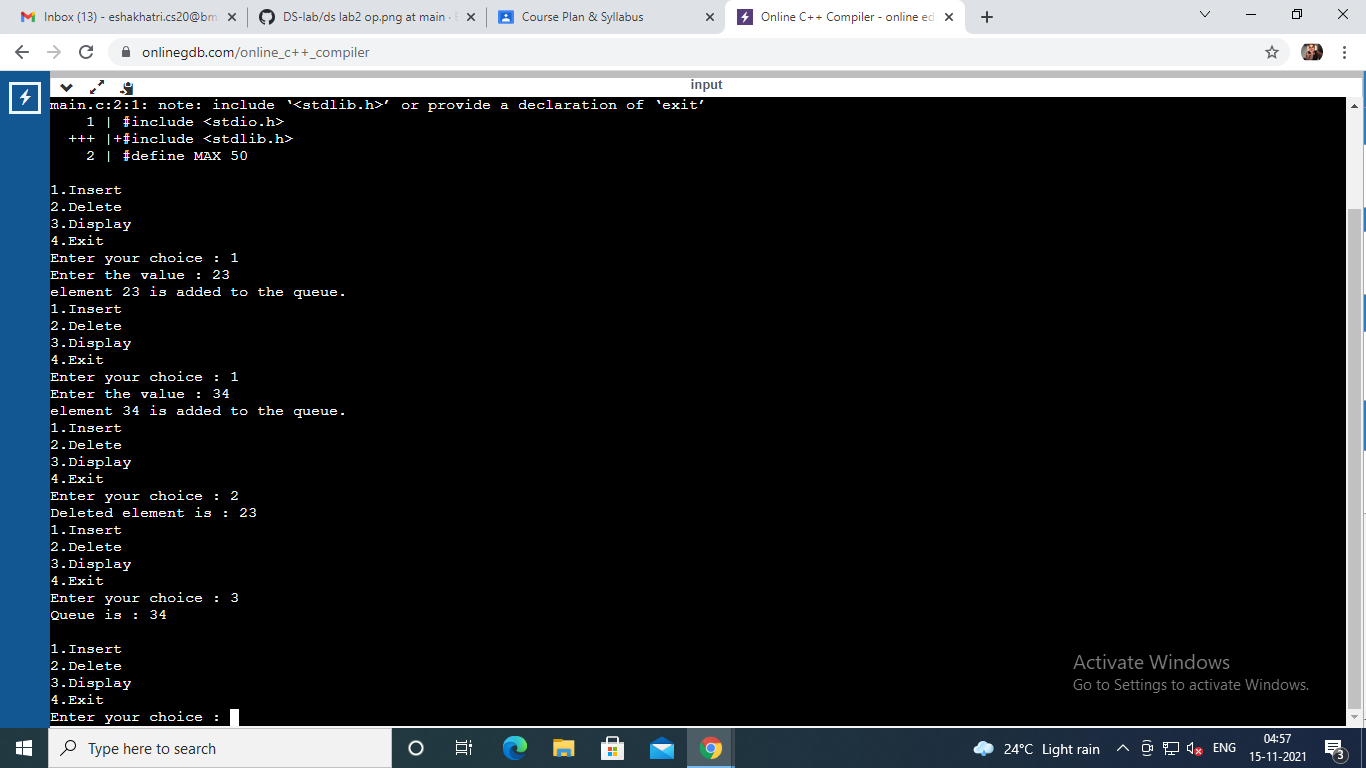 Inbox (13) - eshakhatri.cs20@bm
DS-lab/ds lab2 op.png at main ·
Course Plan & Syllabus
Online C++ Compiler - online ed
onlinegdb.com/online_c++_compiler
input
main.c:2:1: note: include ‘<stdlib.h>’ or provide a declaration of ‘exit’
1 | #include <stdio.h>
+++ |+#include <stdlib.h>
2 | #define MAX 50
1.Insert
2.Delete
3.Display
4.Exit
Enter your choice : 1
Enter the value : 23
element 23 is added to the queue.
1.Insert
2.Delete
3.Display
4.Exit
Enter your choice : 1
Enter the value : 34
element 34 is added to the queue.
1.Insert
2.Delete
3.Display
4.Exit
Enter your choice : 2
Deleted element is : 23
1.Insert
2.Delete
3.Display
4.Exit
Enter your choice : 3
Queue is : 34
1.Insert
2.Delete
3.Display
4.Exit
Enter your choice :
Activate Windows
Go to Settings to activate Windows.
Type here to search
24°C Light rain
ENG
04:57
15-11-2021
3